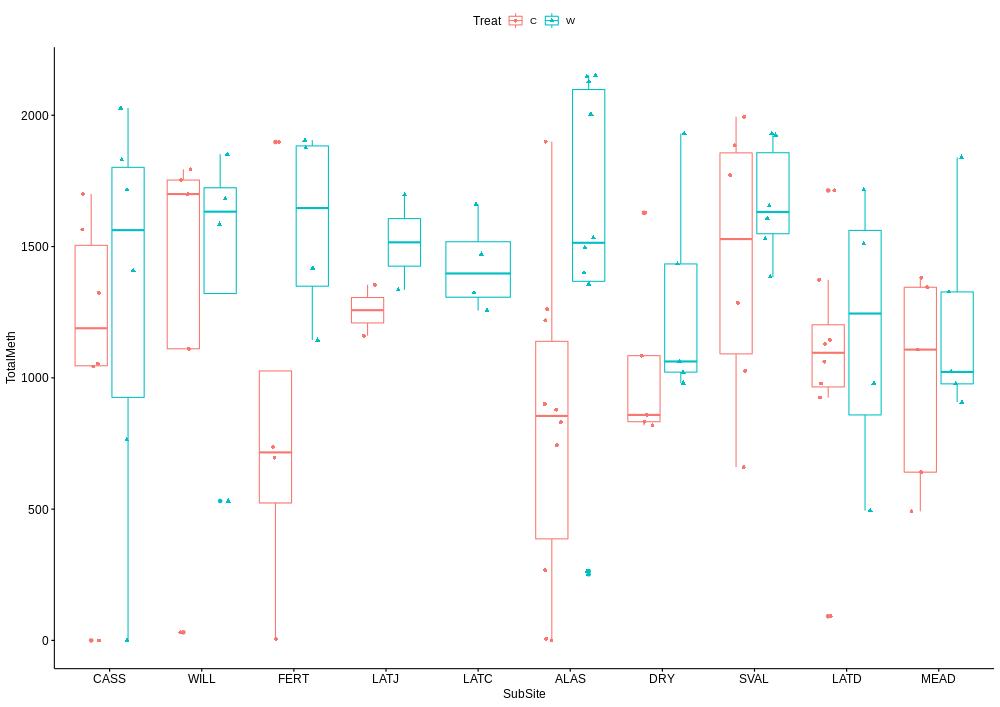 Treat C W
TotalMeth
2000
1500
1000
500
0
CASS WILL FERT LATJ LATC ALAS DRY SVAL LATD MEAD
SubSite